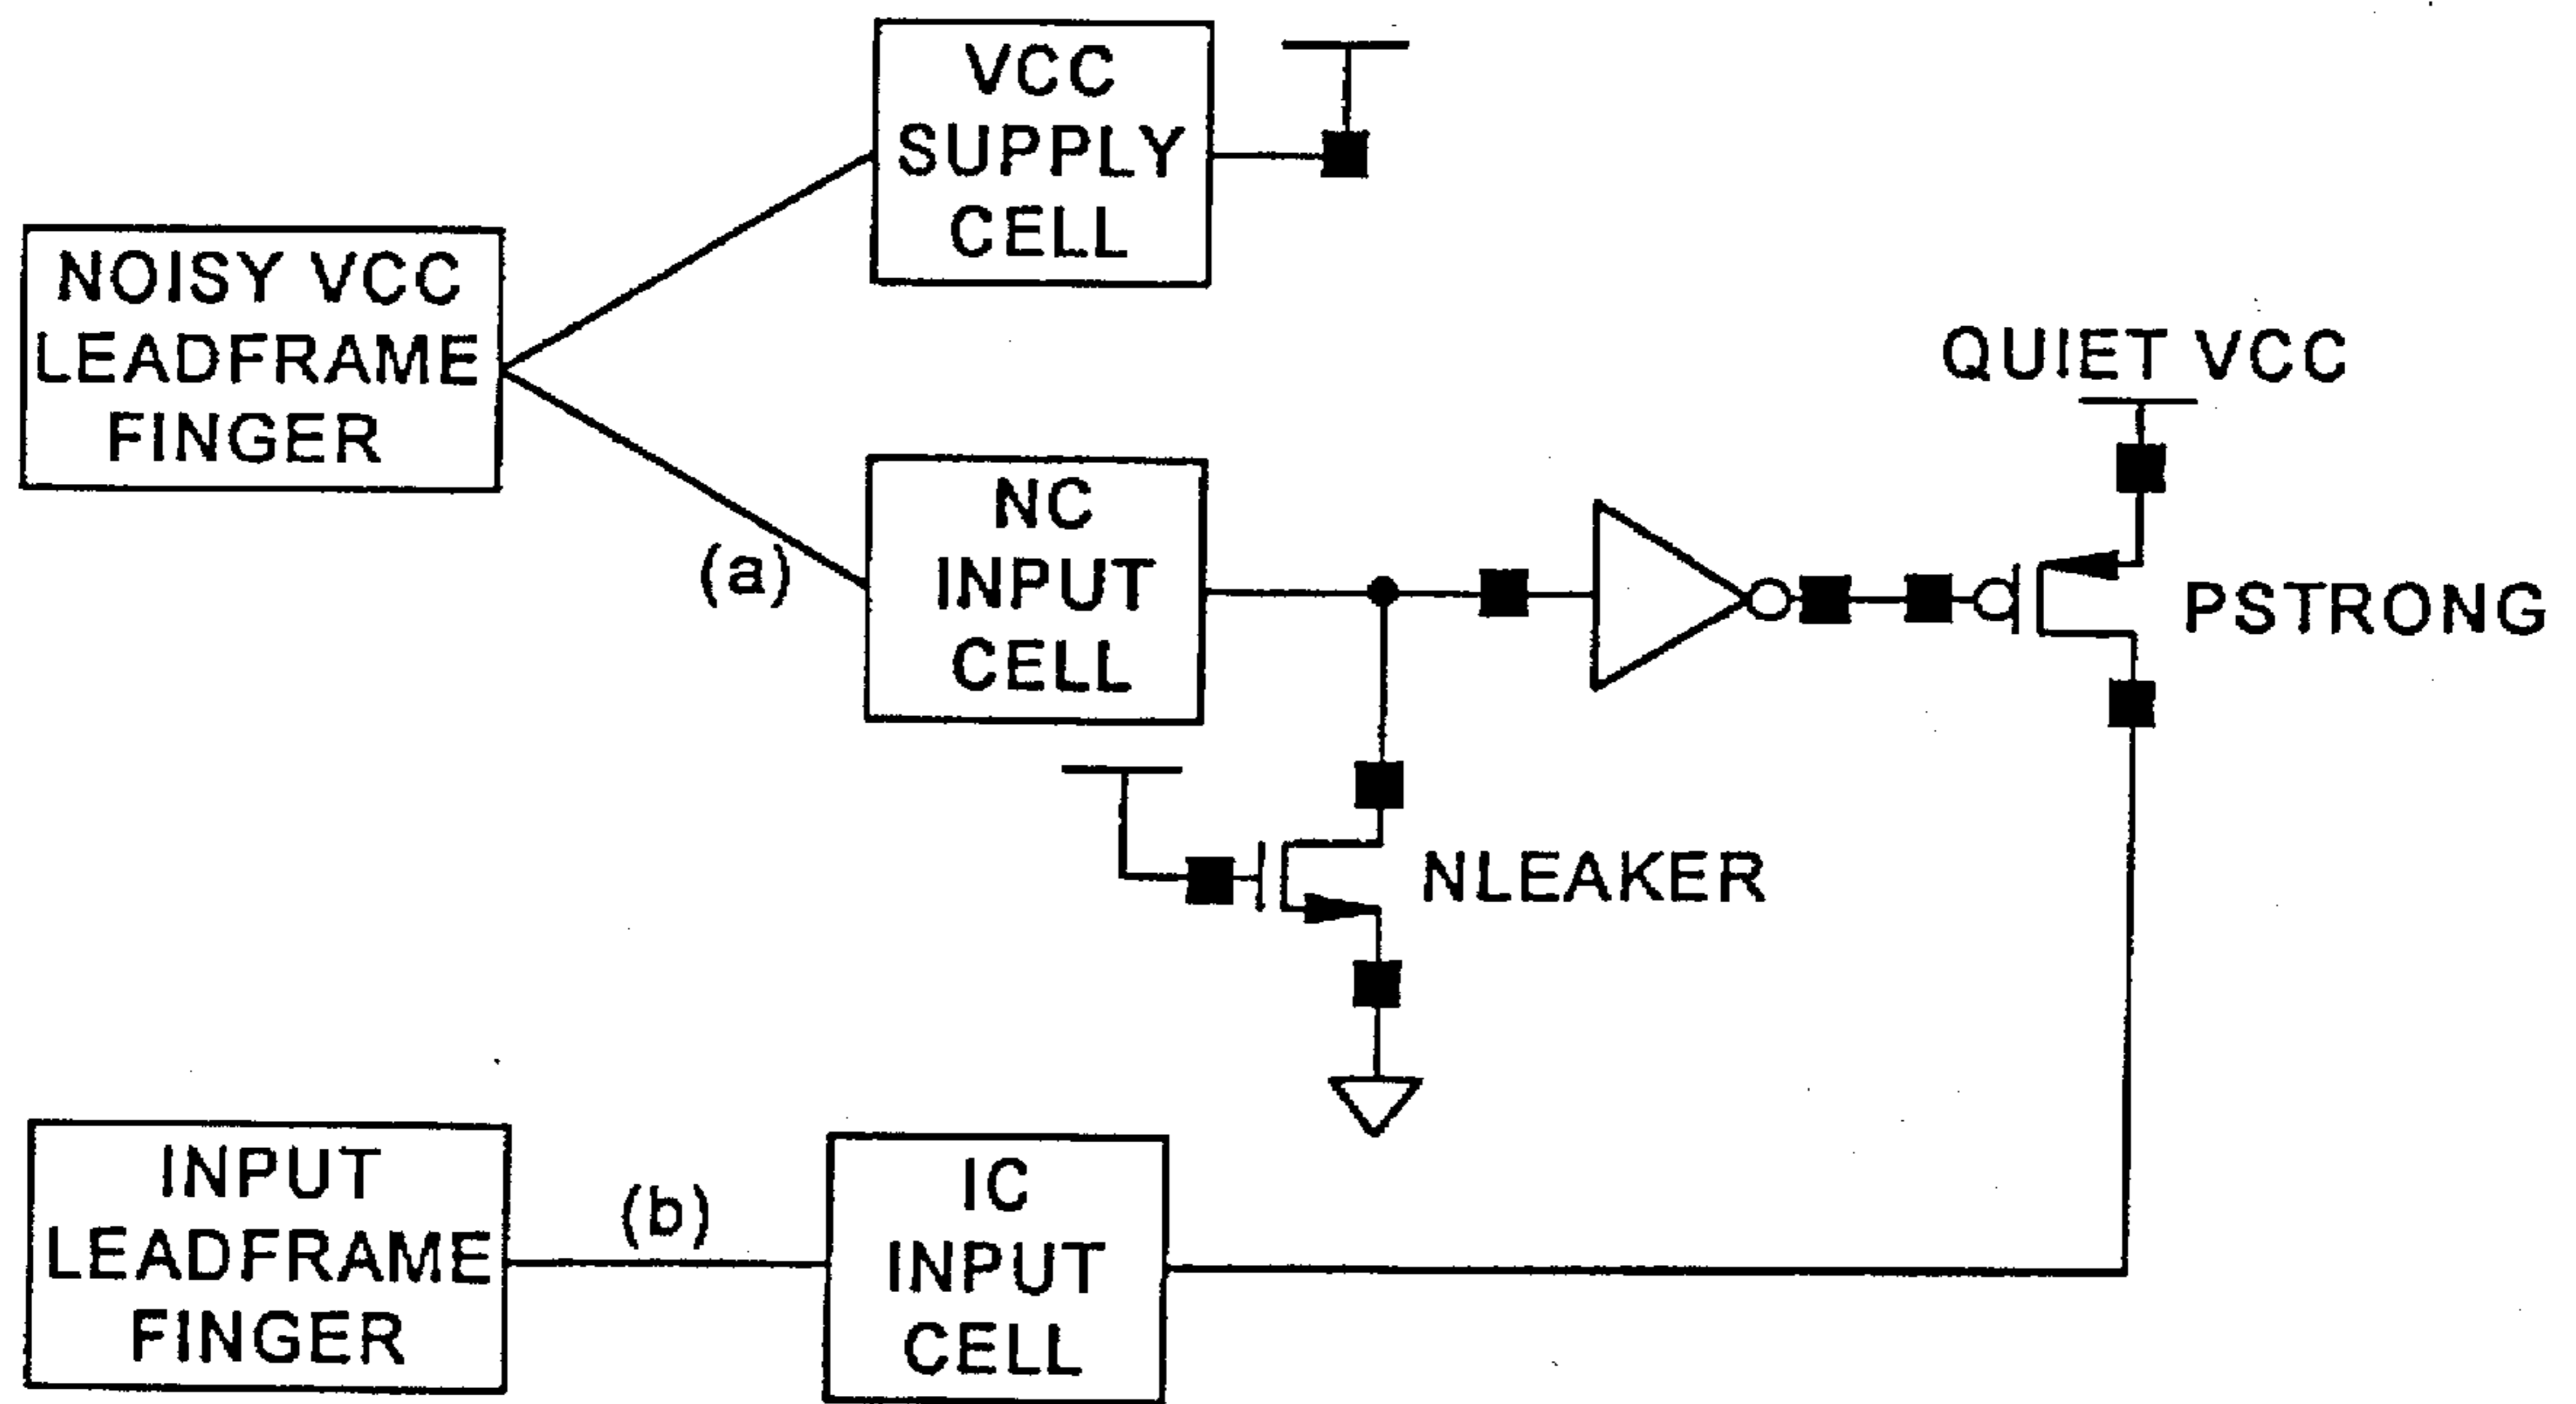 VCC
SUPPLY
CELL
NOISY VCC
LEADFRAME
FINGER
QUIET VCC
NC
INPUT
CELL
(a)
PSTRONG
NLEAKER
INPUT
LEADFRAME
FINGER
(b)
IC
INPUT
CELL